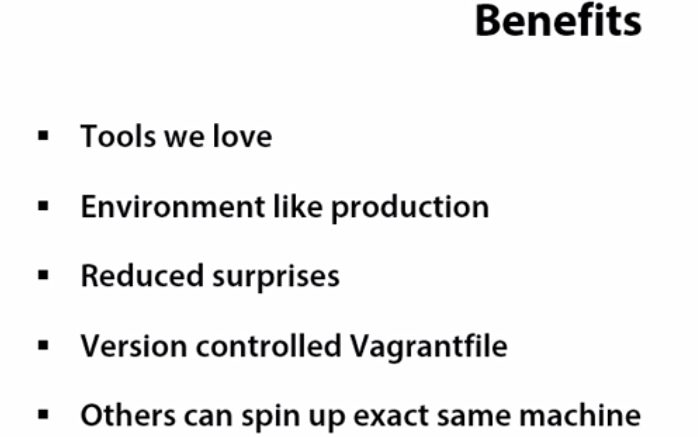 Benefits
▪ Tools we love
▪ Environment like production
▪ Reduced surprises
▪ Version controlled Vagrantfile
▪ Others can spin up exact same machine